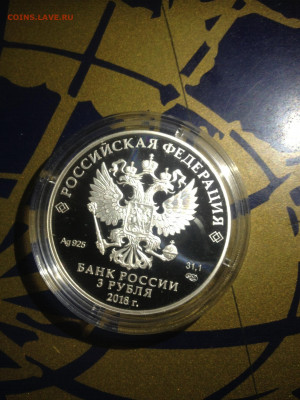 COINS.LAVE.RU
РОССИЙСКАЯ ФЕДЕРАЦИЯ
Ag 925
31,1
БАНК РОССИИ
3 РУБЛЯ
2018 г.